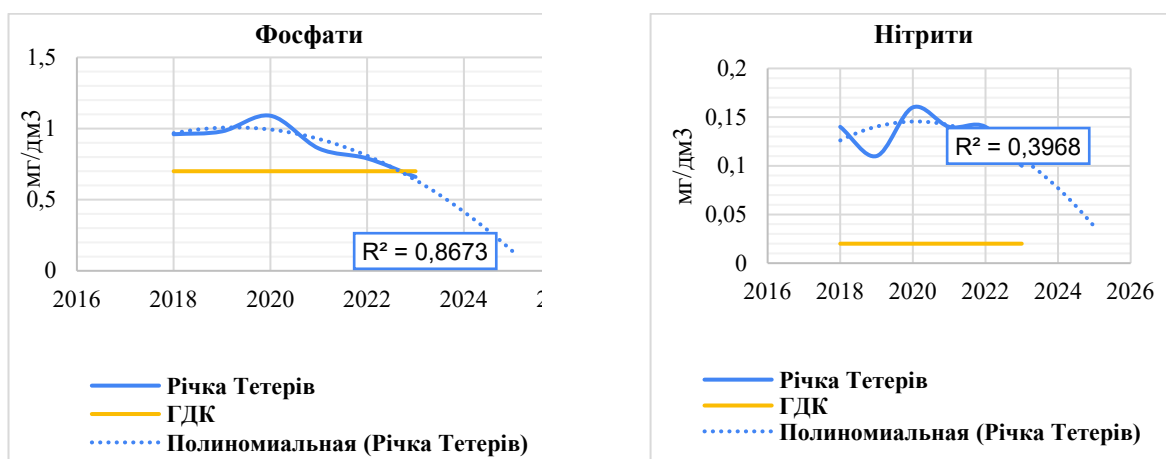 Фосфати
1,5
1
0,5
0
мг/дм3
R² = 0,8673
2016 2018 2020 2022 2024 2
Річка Тетерів
ГДК
Полиномиальная (Річка Тетерів)
Нітрити
0,2
0,15
0,1
0,05
0
мг/дм3
R² = 0,3968
2016 2018 2020 2022 2024 2026
Річка Тетерів
ГДК
Полиномиальная (Річка Тетерів)